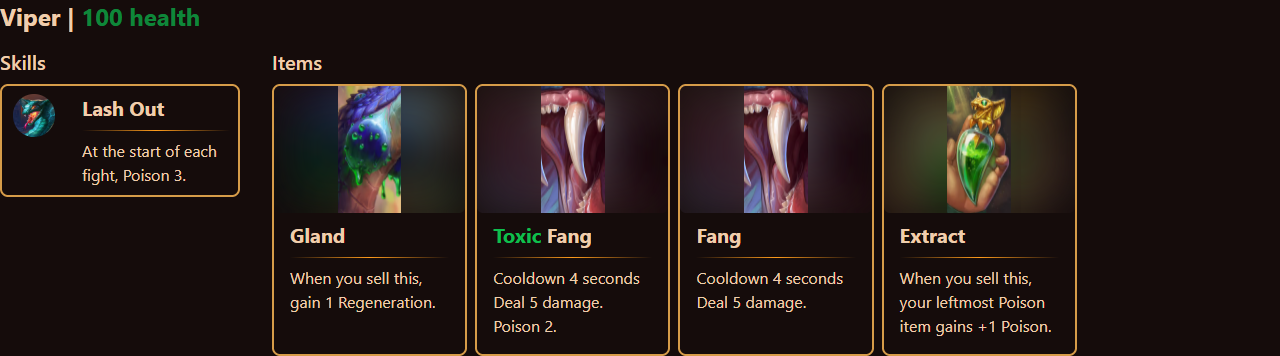 Viper | 100 health
Skills
Lash Out
At the start of each
fight, Poison 3.
Items
Gland
When you sell this,
gain 1 Regeneration.
Toxic Fang
Cooldown 4 seconds
Deal 5 damage.
Poison 2.
Fang
Cooldown 4 seconds
Deal 5 damage.
Extract
When you sell this,
your leftmost Poison
item gains +1 Poison.